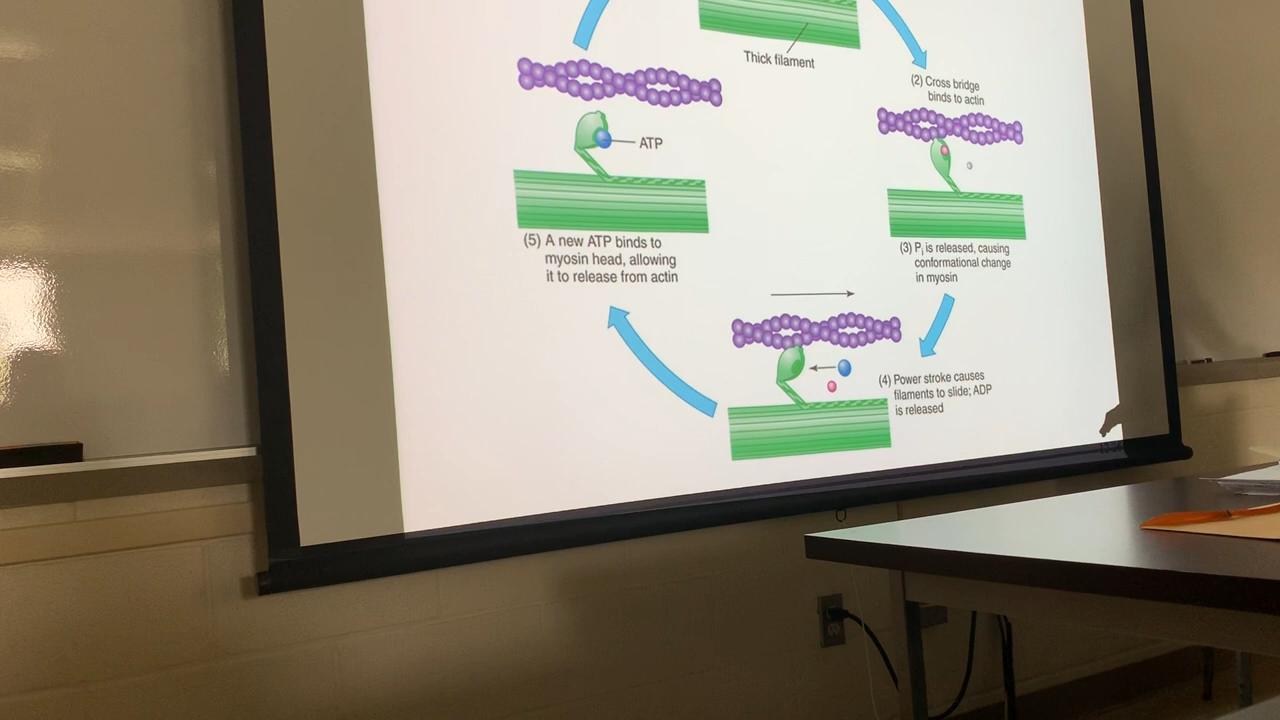 Thick filament
(2) Cross bridge
binds to actin
ATP
(5) A new ATP binds to
myosin head, allowing
it to release from actin
(3) Pi is released, causing
conformational change
in myosin
(4) Power stroke causes
filaments to slide; ADP
is released